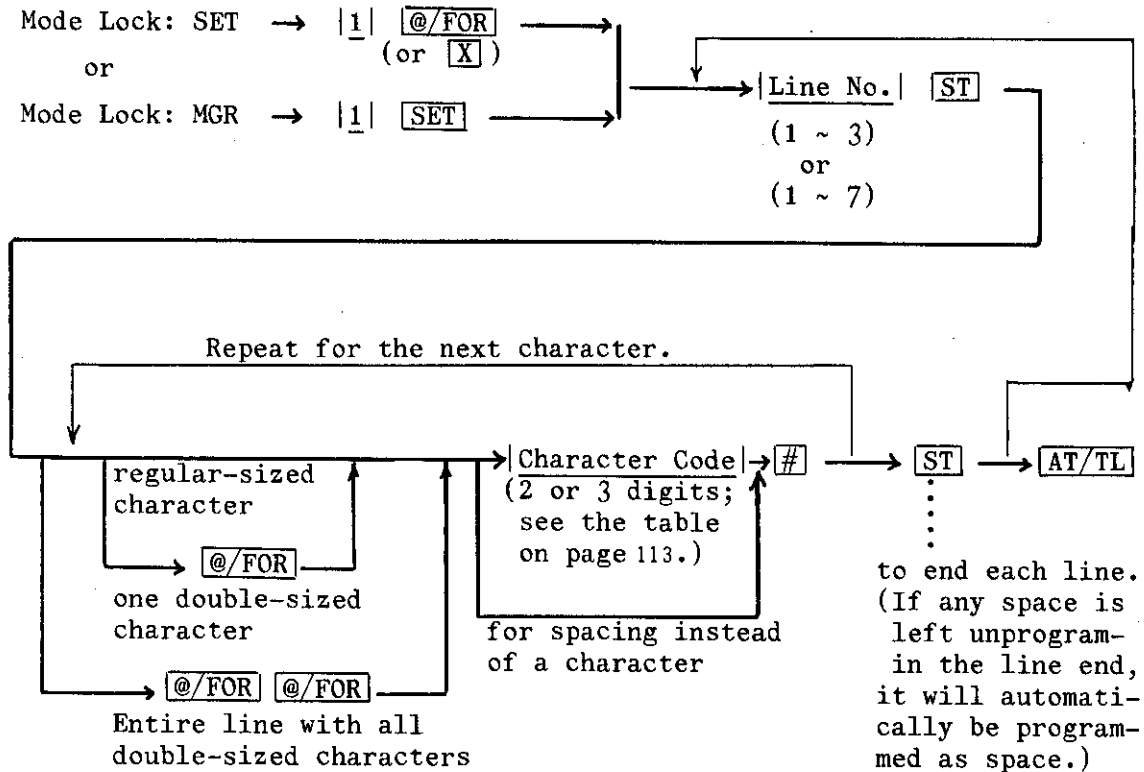 Mode Lock: SET → |1| @/FOR
(or X)
or
Mode Lock: MGR → |1| SET
|Line No.| ST
(1 ~ 3)
or
(1 ~ 7)
Repeat for the next character.
|Character Code| → # → ST → AT/TL
(2 or 3 digits;
see the table
on page 113.)
regular-sized
character
@/FOR
one double-sized
character
@/FOR @/FOR
Entire line with all
double-sized characters
for spacing instead
of a character
to end each line.
(If any space is
left unprogram-
in the line end,
it will automati-
cally be program-
med as space.)